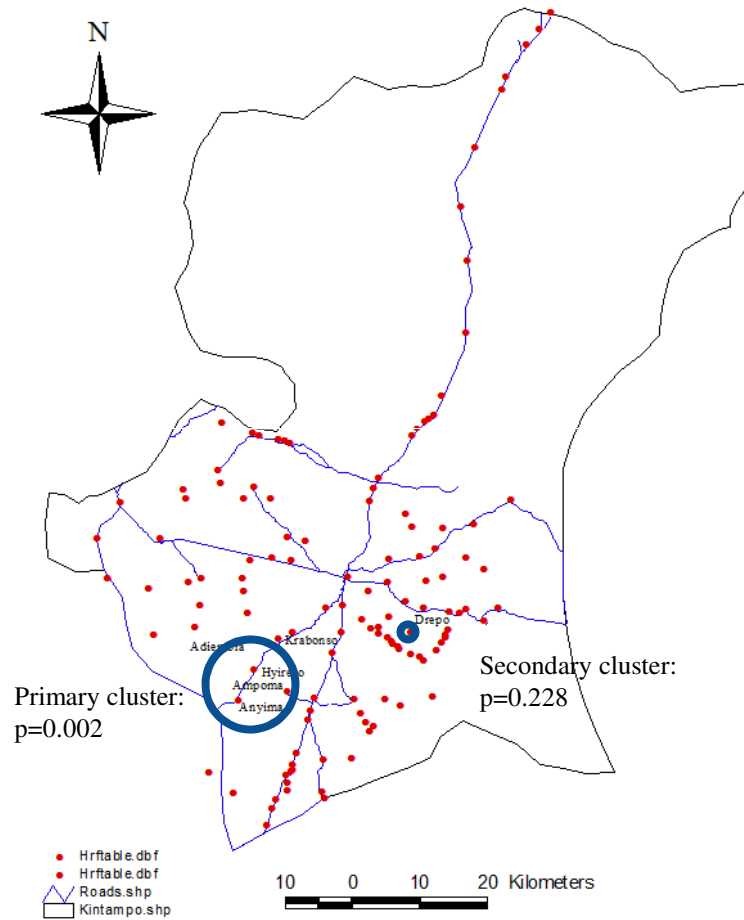 N
Drepo
Krabonso
Hyireso
Ampoma
Anyima
Primary cluster:
p=0.002
Secondary cluster:
p=0.228
Hrftable.dbf
Hrftable.dbf
Roads.shp
Kintampo.shp
10 0 10 20 Kilometers